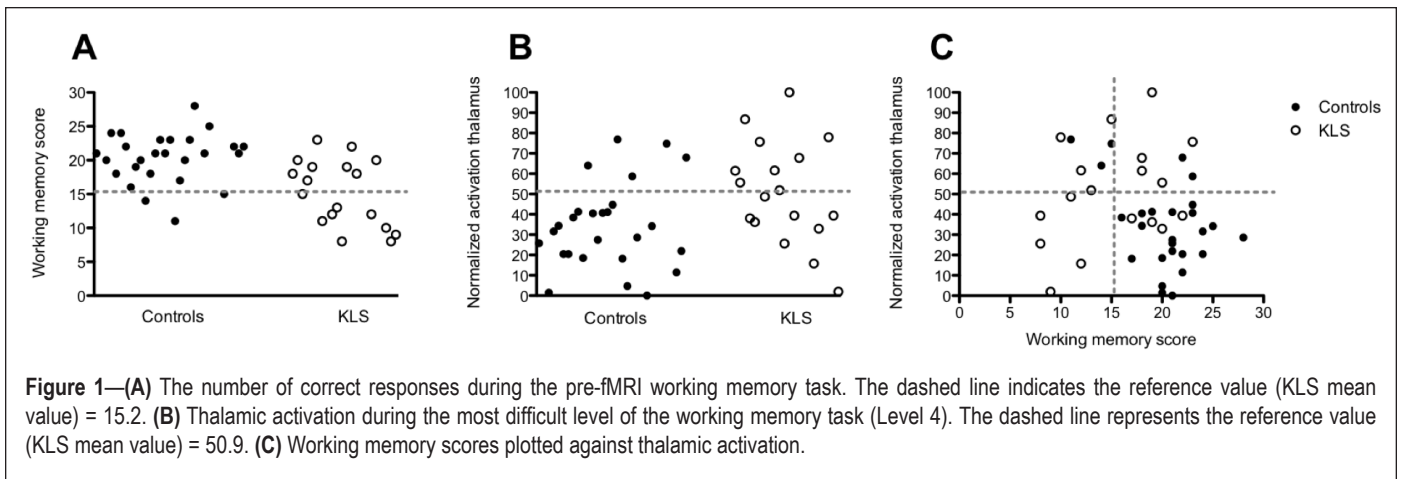 A
B
C
Working memory score
30
25
20
15
10
5
0
Controls
KLS
Normalized activation thalamus
100
90
80
70
60
50
40
30
20
10
0
Controls
KLS
Normalized activation thalamus
100
90
80
70
60
50
40
30
20
10
0
0 5 10 15 20 25 30
Working memory score
Controls
KLS
Figure 1—(A) The number of correct responses during the pre-fMRI working memory task. The dashed line indicates the reference value (KLS mean
value) = 15.2. (B) Thalamic activation during the most difficult level of the working memory task (Level 4). The dashed line represents the reference value
(KLS mean value) = 50.9. (C) Working memory scores plotted against thalamic activation.